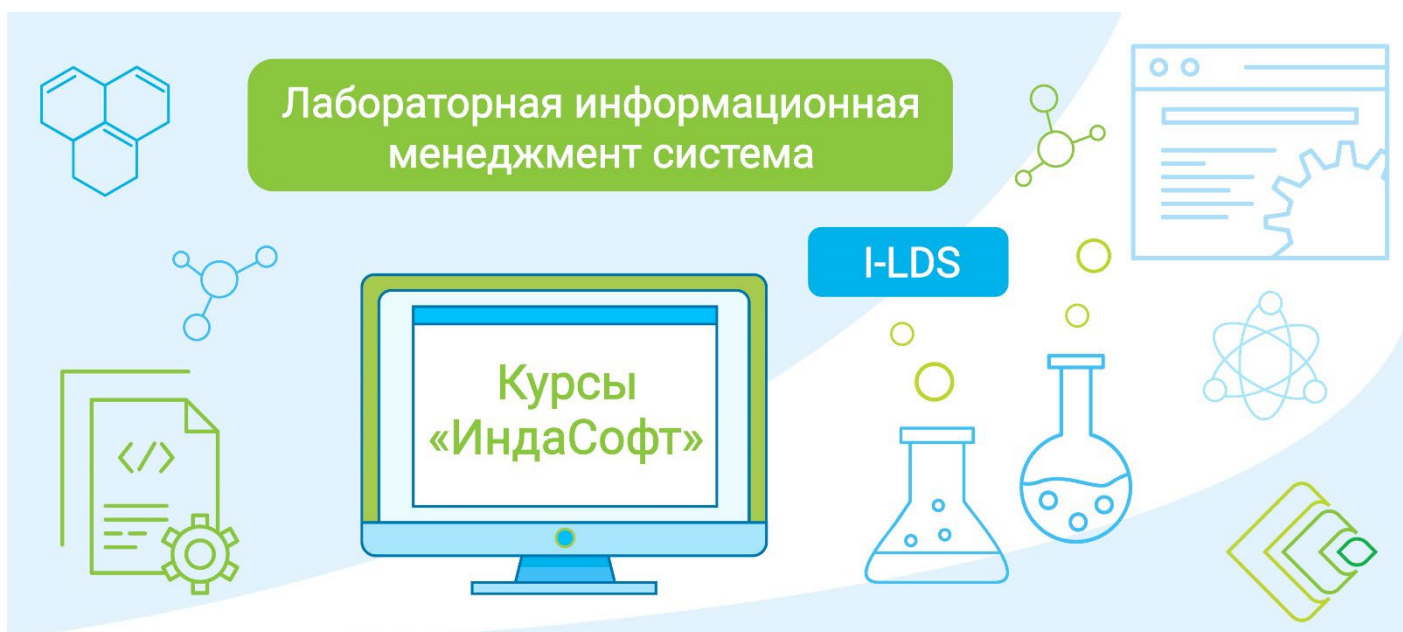 Лабораторная информационная
менеджмент система
I-LDS
Курсы
«ИндаСофт»
</>